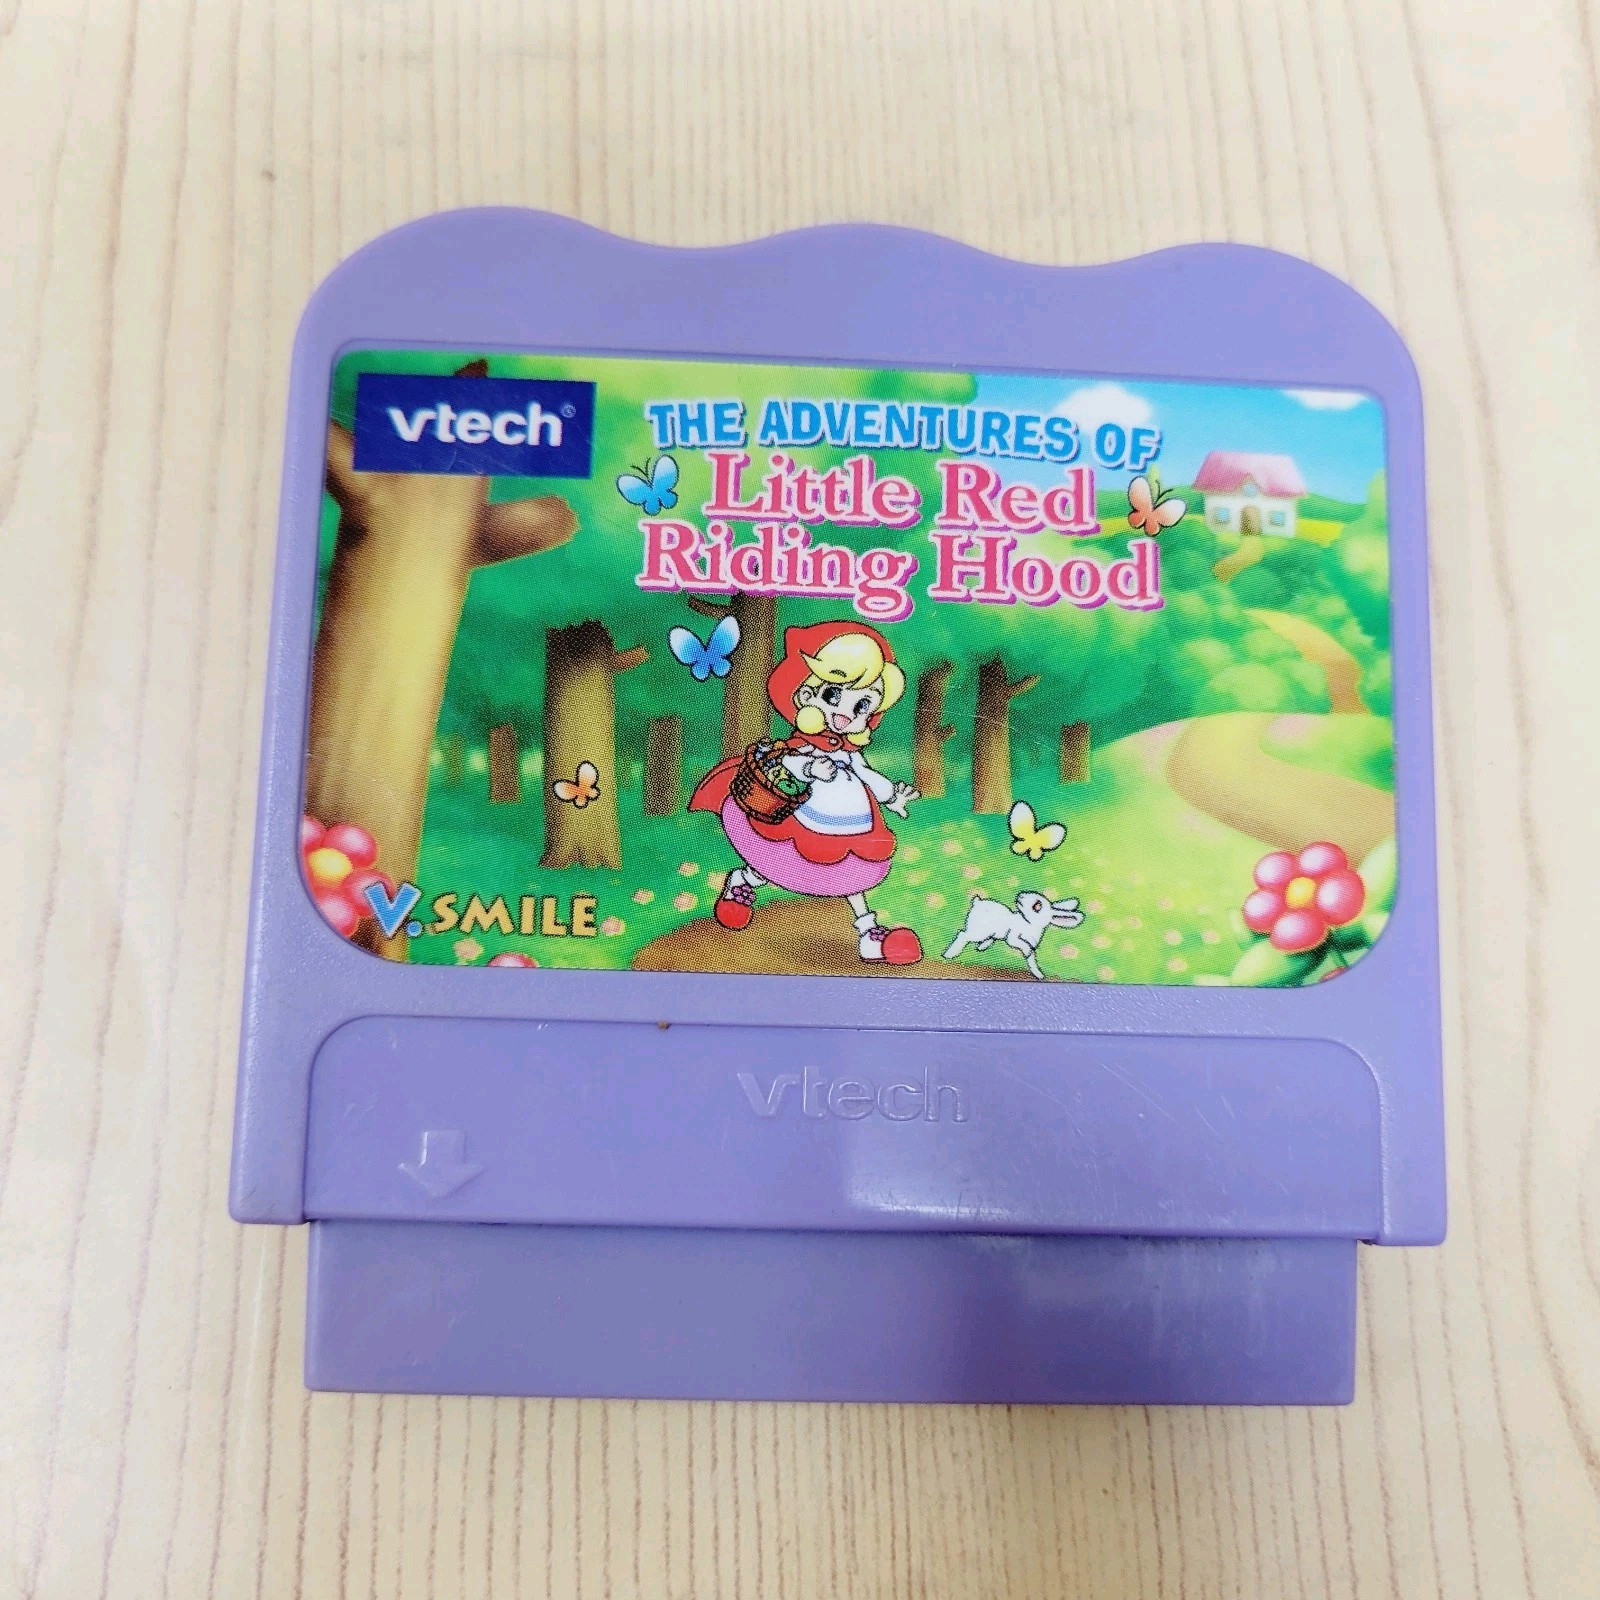 vtech®
THE ADVENTURES OF
Little Red
Riding Hood
V.SMILE
vtech